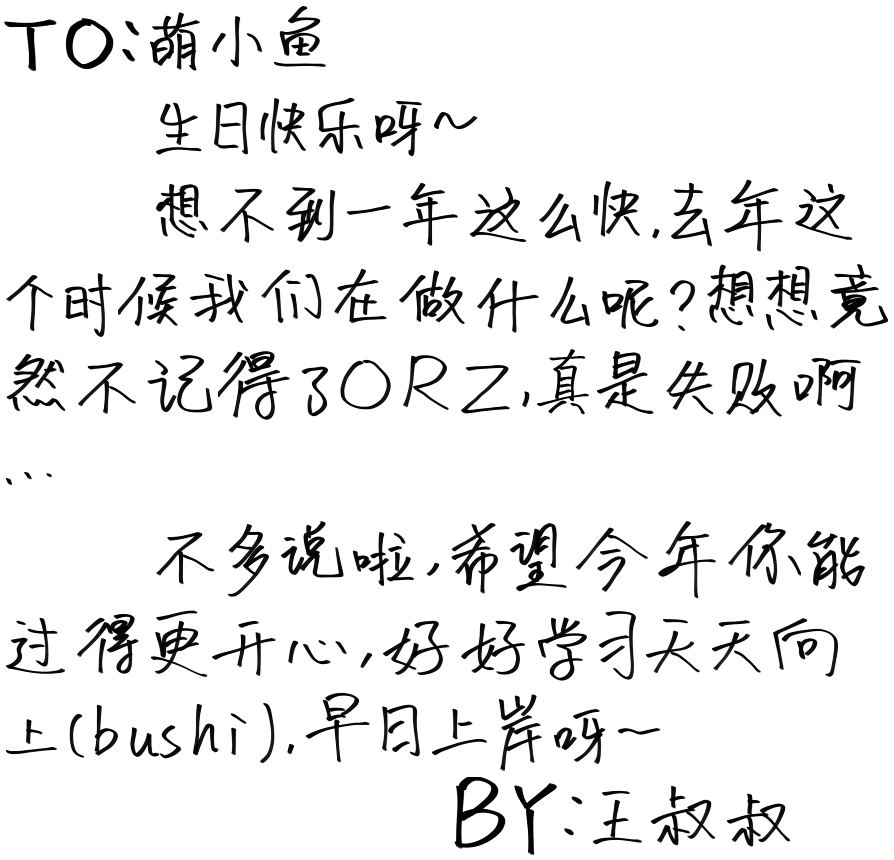 TO:萌小鱼
生日快乐呀~
想不到一年这么快,去年这
个时候我们在做什么呢?想想竟
然不记得了ORZ,真是失败啊
...
不多说啦,希望今年你能
过得更开心,好好学习天天向
上(bushi),早日上岸呀~
BY:王叔叔